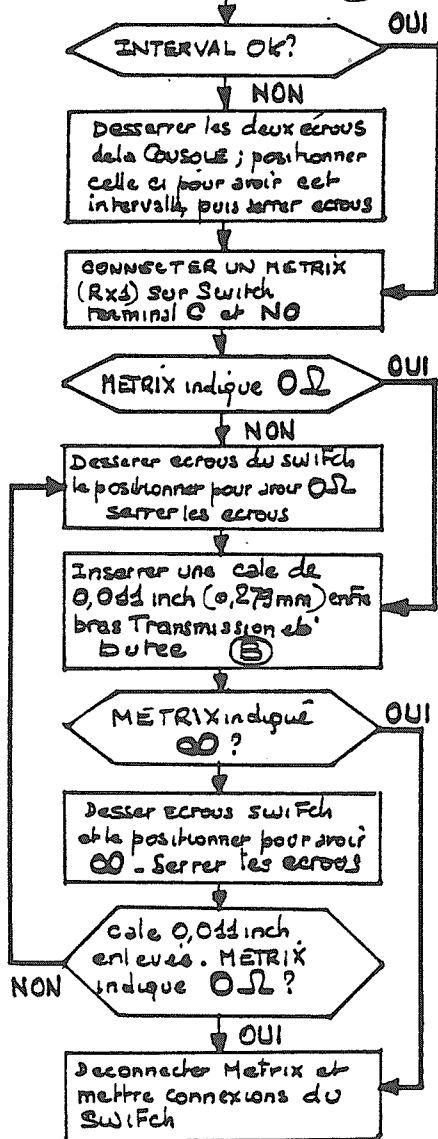 OUI
INTERVAL OK?
NON
Desserrer les deux écrous
de la CONSOLE ; positionner
celle ci pour avoir cet
intervalle, puis serrer ecrous
CONNECTER UN METRIX
(Rx1) Sur Switch
terminal C et NO
OUI
METRIX indique 0Ω
NON
Desserer ecrous du switch
le positionner pour avoir 0Ω
Serrer les ecrous
Inserrer une cale de
0,011 inch (0,279mm) entre
bras Transmission et
butee (B)
METRIX indique
∞ ?
OUI
Desser ecrous switch
et le positionner pour avoir
∞ - Serrer les ecrous
Cale 0,011 inch
enlevée. METRIX
indique 0Ω ?
NON
OUI
Deconnecter Metrix et
mettre connexions du
Switch